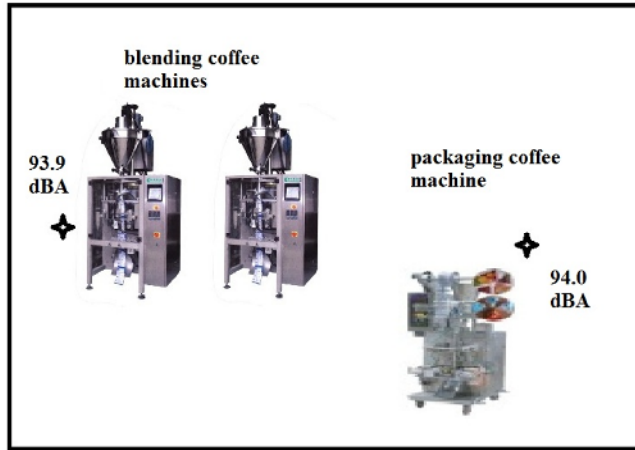 blending coffee
machines
93.9
dBA
packaging coffee
machine
94.0
dBA